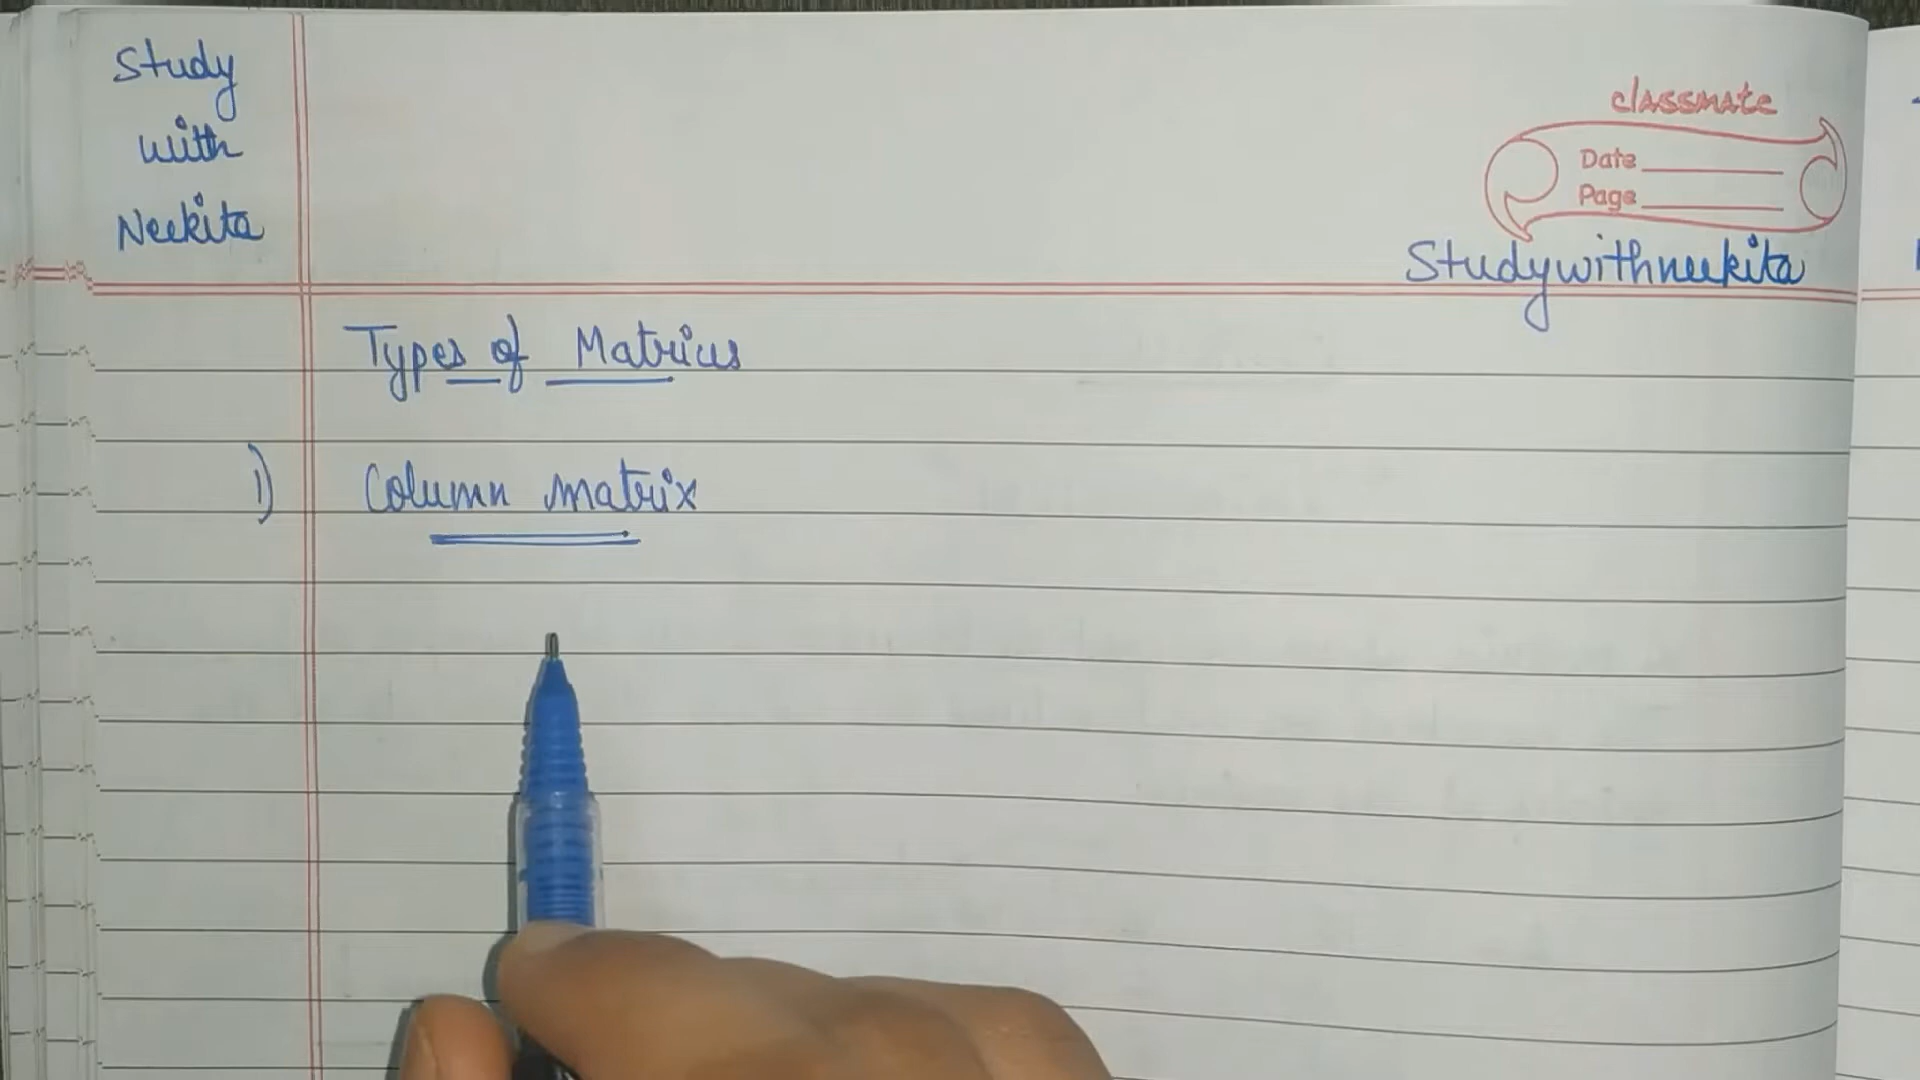 Study
with
Neekita
classmate
Date
Page
Studywithneekita
Types of Matrices
1) Column matrix